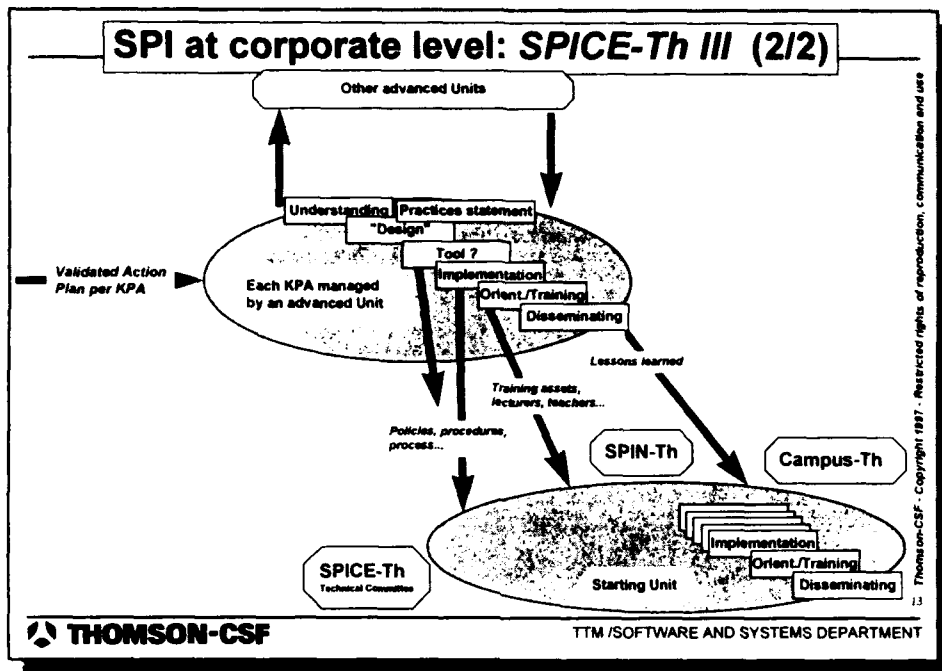 SPI at corporate level: SPICE-Th III (2/2)
Other advanced Units
Understanding
Practices statement
"Design"
Tool ?
Implementation
Orient./Training
Disseminating
Validated Action
Plan per KPA
Each KPA managed
by an advanced Unit
Lessons learned
Training assets,
lecturers, teachers...
Policies, procedures,
process...
SPIN-Th
Campus-Th
Implementation
Orient./Training
Disseminating
SPICE-Th
Technical Committee
Starting Unit
Thomson-CSF - Copyright 1997 - Restricted rights of reproduction, communication and use
13
THOMSON-CSF
TTM /SOFTWARE AND SYSTEMS DEPARTMENT